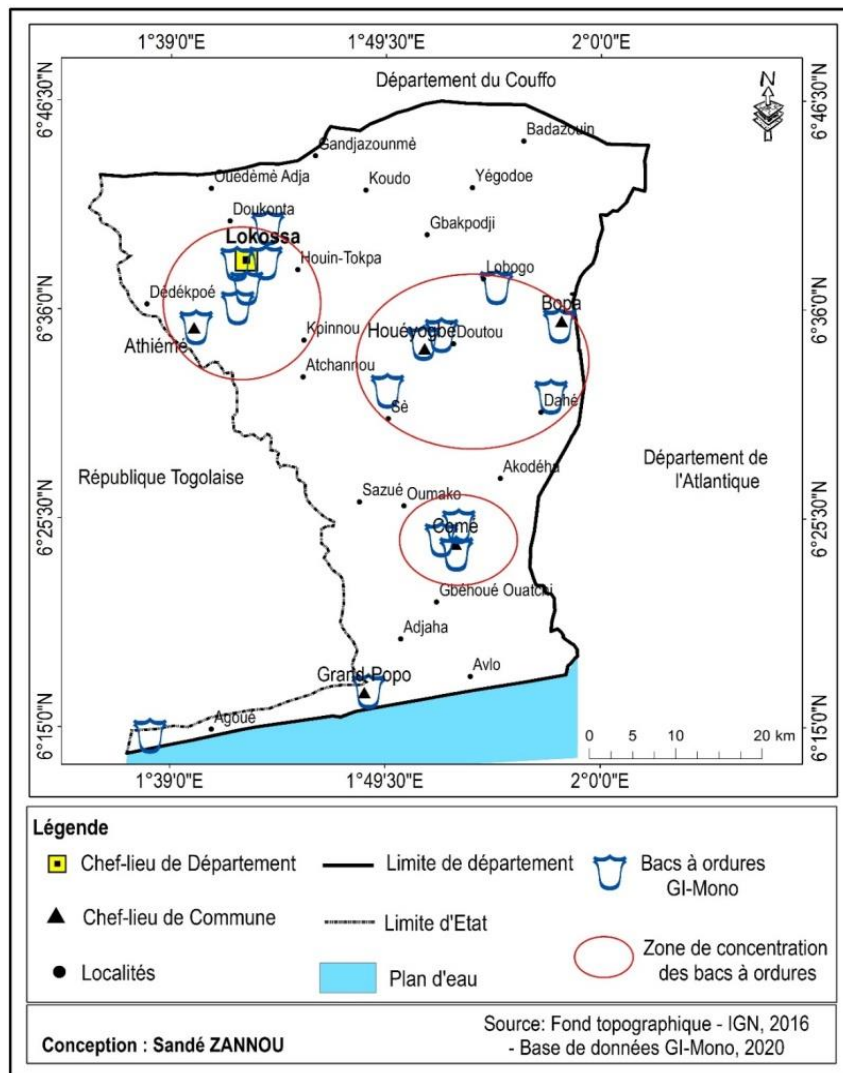 1°39'0"E
1°49'30"E
2°0'0"E
Département du Couffo
N
6°46'30"N
6°46'30"N
Badazouin
Gandjazounmè
Ouedèmè Adja
Koudo
Yégodoe
Doukonta
Gbakpodji
Lokossa
Houin-Tokpa
Lobogo
Dédékpoé
Bopa
6°36'0"N
6°36'0"N
Houéyogbe
Doutou
Athiémé
Kpinnou
Atchannou
Sè
Dahé
République Togolaise
Akodéha
Département de
l'Atlantique
Sazué
Oumako
6°25'30"N
6°25'30"N
Comè
Gbéhoué Ouatchi
Adjaha
Grand-Popo
Avlo
Agoué
6°15'0"N
6°15'0"N
0 5 10 20 km
1°39'0"E
1°49'30"E
2°0'0"E
Légende
Chef-lieu de Département
Limite de département
Bacs à ordures
GI-Mono
Chef-lieu de Commune
Limite d'Etat
Localités
Plan d'eau
Zone de concentration
des bacs à ordures
Conception : Sandé ZANNOU
Source: Fond topographique - IGN, 2016
- Base de données GI-Mono, 2020